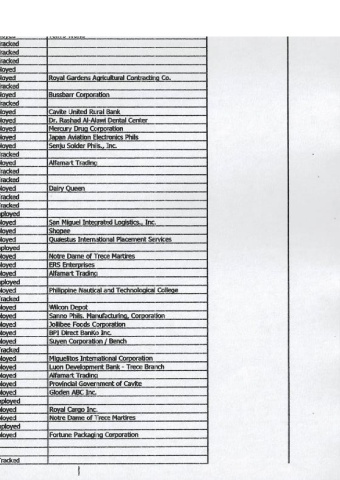 racked
racked
racked
loyed
loyed Royal Gardens Agricultural Contracting Co.
racked
loyed Bussbarr Corporation
racked
loyed Cavite United Rural Bank
loyed Dr. Rashad Al-Alawi Dental Center
loyed Mercury Drug Corporation
loyed Japan Aviation Electronics Phils
loyed Senju Solder Phils., Inc.
racked
loyed Alfamart Trading
racked
racked
loyed Dairy Queen
racked
racked
ployed
loyed San Miguel Integrated Logistics., Inc.
loyed Shopee
loyed Quaestus International Placement Services
ployed
loyed Notre Dame of Trece Martires
loyed ERS Enterprises
loyed Alfamart Trading
ployed
loyed Philippine Nautical and Technological College
racked
loyed Wilcon Depot
loyed Sanno Phils. Manufacturing, Corporation
loyed Jollibee Foods Corporation
loyed BPI Direct BanKo Inc.
loyed Suyen Corporation / Bench
racked
loyed Miguelitos International Corporation
loyed Luzon Development Bank - Trece Branch
loyed Alfamart Trading
loyed Provincial Government of Cavite
loyed Gloden ABC Inc.
ployed
loyed Royal Cargo Inc.
loyed Notre Dame of Trece Martires
ployed
loyed Fortune Packaging Corporation
racked